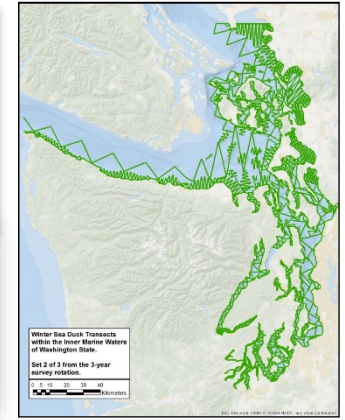 Winter Sea Duck Transects
within the Inner Marine Waters
of Washington State.
Set 2 of 3 from the 3-year
survey rotation.
0 5 10 20 30 40
Kilometers